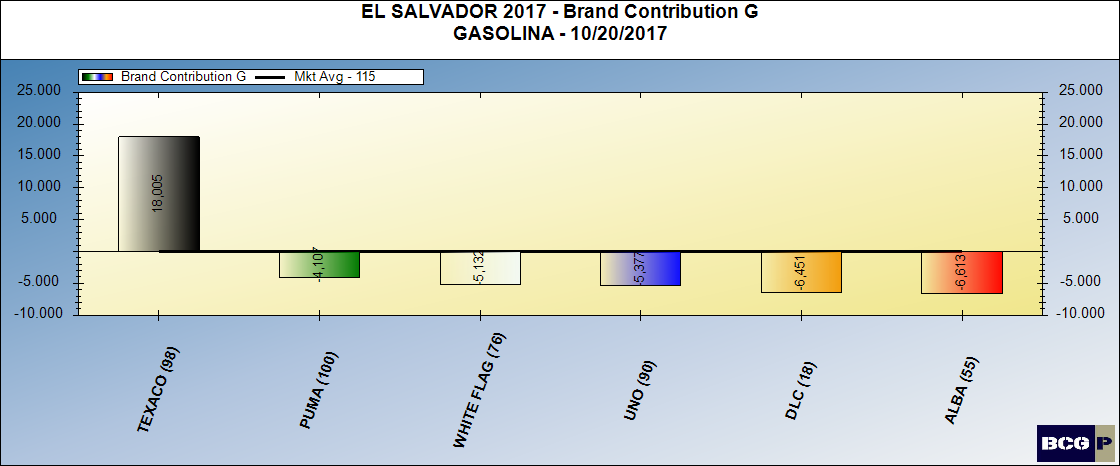 EL SALVADOR 2017 - Brand Contribution G
GASOLINA - 10/20/2017
Brand Contribution G Mkt Avg - 115
25.000 25.000
20.000 20.000
15.000 15.000
10.000 10.000
5.000 5.000
-5.000 -5.000
-10.000 -10.000
18,005
-4,107
-5,132
-5,377
-6,451
-6,613
TEXACO (98)
PUMA (100)
WHITE FLAG (76)
UNO (90)
DLC (18)
ALBA (55)
BCG P